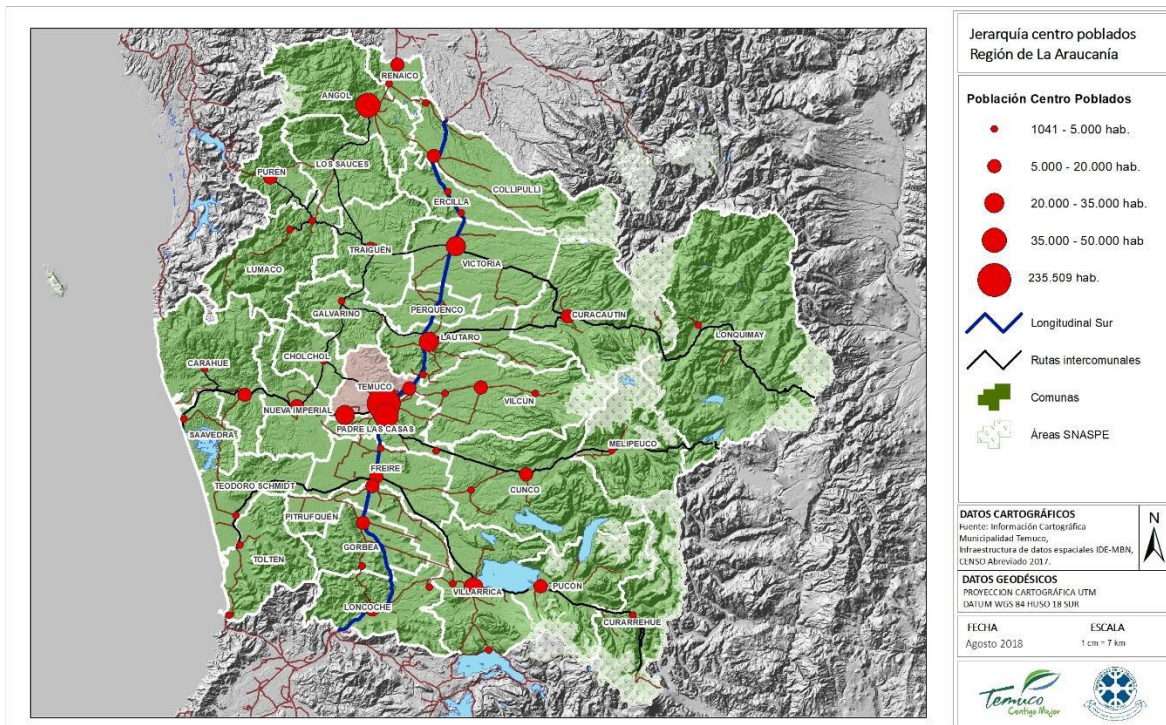 RENAICO
ANGOL
LOS SAUCES
PUREN
COLLIPULLI
ERCILLA
TRAIGUÉN
VICTORIA
LUMACO
PERQUENCO
GALVARINO
CURACAUTÍN
LONQUIMAY
LAUTARO
CHOLCHOL
CARAHUE
TEMUCO
VILCÚN
NUEVA IMPERIAL
PADRE LAS CASAS
SAAVEDRA
MELIPEUCO
FREIRE
CUNCO
TEODORO SCHMIDT
PITRUFQUÉN
GORBEA
TOLTÉN
VILLARRICA
PUCÓN
LONCOCHE
CURARREHUE
Jerarquía centro poblados
Región de La Araucanía
Población Centro Poblados
1041 - 5.000 hab.
5.000 - 20.000 hab.
20.000 - 35.000 hab.
35.000 - 50.000 hab
235.509 hab.
Longitudinal Sur
Rutas intercomunales
Comunas
Áreas SNASPE
DATOS CARTOGRÁFICOS
Fuente: Información Cartográfica
Municipalidad Temuco,
Infraestructura de datos espaciales IDE-MBN,
CENSO Abreviado 2017.
N
DATOS GEODÉSICOS
PROYECCION CARTOGRÁFICA UTM
DATUM WGS 84 HUSO 18 SUR
FECHA
Agosto 2018
ESCALA
1 cm = 7 km
Temuco
Contigo Mejor